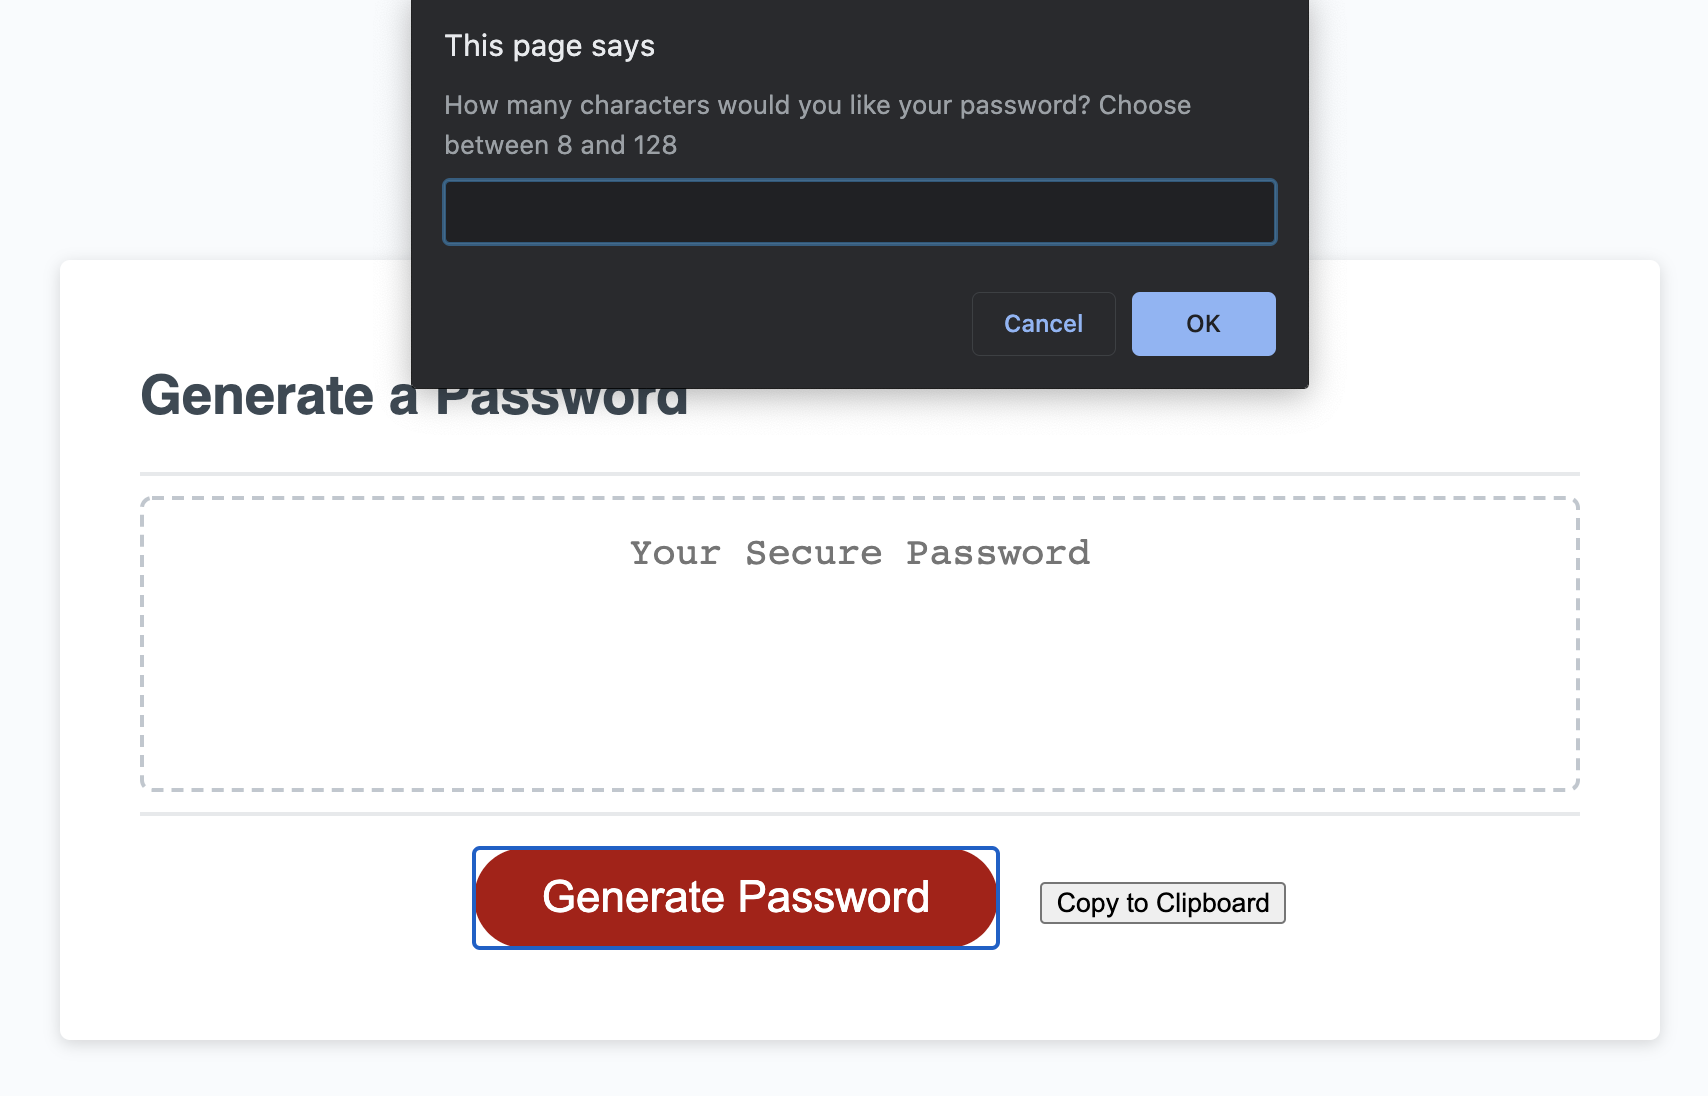 This page says
How many characters would you like your password? Choose
between 8 and 128
Cancel
OK
Generate a Password
Your Secure Password
Generate Password
Copy to Clipboard